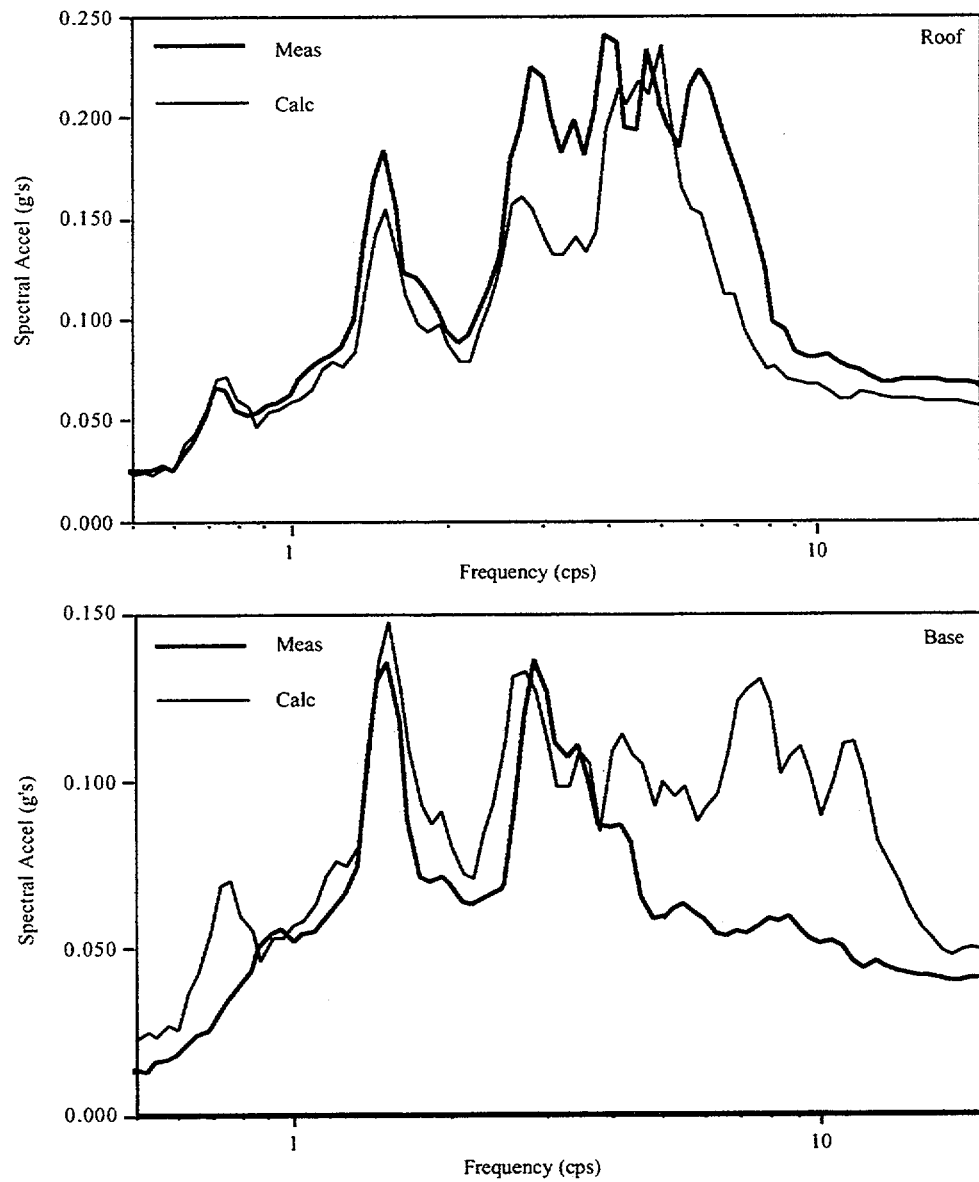 0.250
Meas
Roof
Calc
0.200
0.150
0.100
0.050
0.000
Spectral Accel (g's)
1
10
Frequency (cps)
0.150
Meas
Base
Calc
0.100
0.050
0.000
Spectral Accel (g's)
1
10
Frequency (cps)